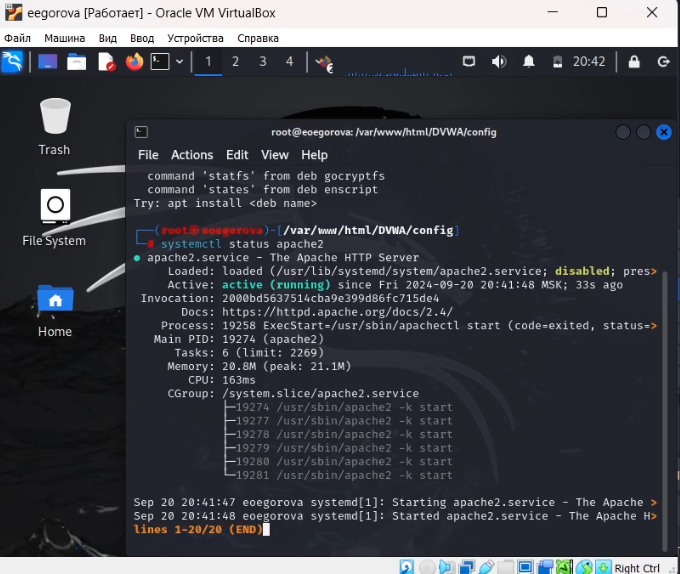 eegorova [Работает] - Oracle VM VirtualBox
Файл Машина Вид Ввод Устройства Справка
1 2 3 4 2 20:42
Trash
File System
Home
root@eoegorova: /var/www/html/DVWA/config
File Actions Edit View Help
command 'statfs' from deb gocryptfs
command 'states' from deb enscript
Try: apt install <deb name>
┌──(root㉿eoegorova)-[/var/www/html/DVWA/config]
└─# systemctl status apache2
● apache2.service - The Apache HTTP Server
Loaded: loaded (/usr/lib/systemd/system/apache2.service; disabled; pres>
Active: active (running) since Fri 2024-09-20 20:41:48 MSK; 33s ago
Invocation: 2000bd5637514cba9e399d86fc715de4
Docs: https://httpd.apache.org/docs/2.4/
Process: 19258 ExecStart=/usr/sbin/apachectl start (code=exited, status=>
Main PID: 19274 (apache2)
Tasks: 6 (limit: 2269)
Memory: 20.8M (peak: 21.1M)
CPU: 163ms
CGroup: /system.slice/apache2.service
├─19274 /usr/sbin/apache2 -k start
├─19277 /usr/sbin/apache2 -k start
├─19278 /usr/sbin/apache2 -k start
├─19279 /usr/sbin/apache2 -k start
├─19280 /usr/sbin/apache2 -k start
└─19281 /usr/sbin/apache2 -k start
Sep 20 20:41:47 eoegorova systemd[1]: Starting apache2.service - The Apache >
Sep 20 20:41:48 eoegorova systemd[1]: Started apache2.service - The Apache H>
lines 1-20/20 (END)
Right Ctrl